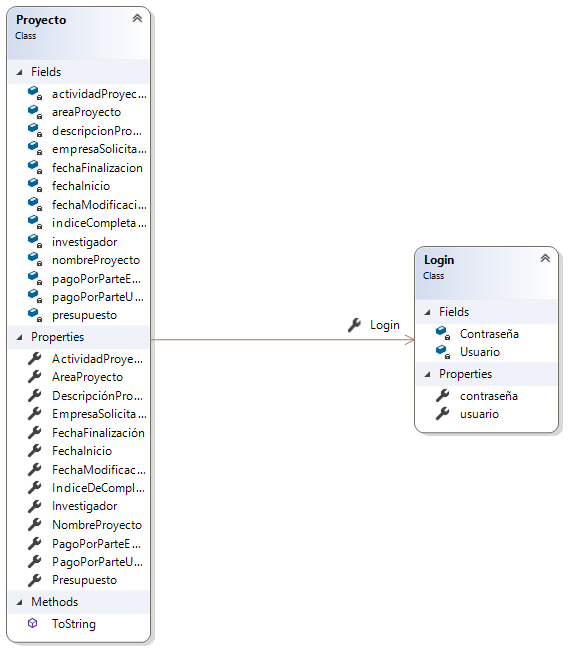 Proyecto
Class
Fields
actividadProyec...
areaProyecto
descripcionPro...
empresaSolicita...
fechaFinalizacion
fechaInicio
fechaModificaci...
indiceCompleta...
investigador
nombreProyecto
pagoPorParteE...
pagoPorParteU...
presupuesto
Properties
ActividadProye...
AreaProyecto
DescripciónPro...
EmpresaSolicita...
FechaFinalización
FechaInicio
FechaModificac...
IndiceDeCompl...
Investigador
NombreProyecto
PagoPorParteE...
PagoPorParteU...
Presupuesto
Methods
ToString
Login
Login
Class
Fields
Contraseña
Usuario
Properties
contraseña
usuario